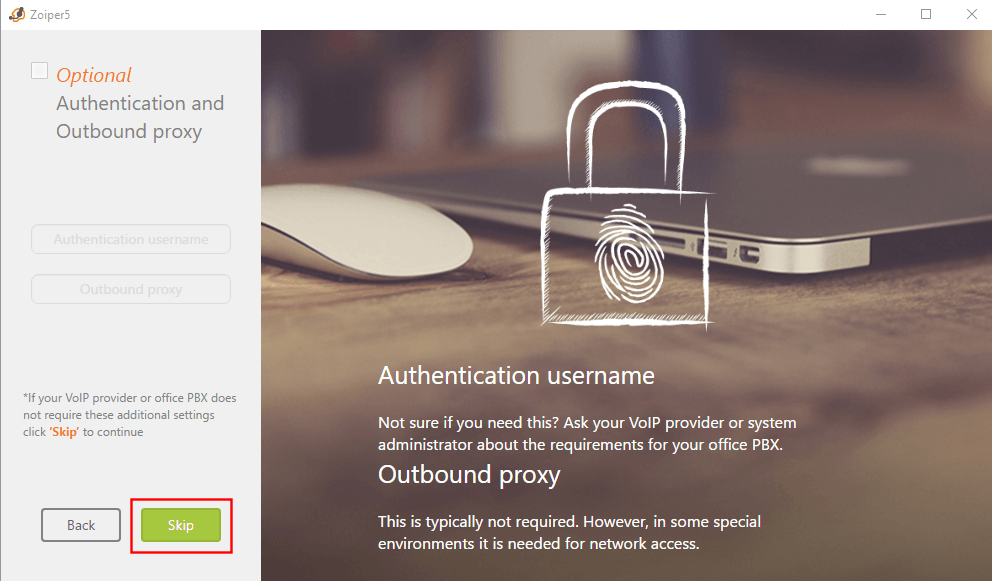 Zoiper5
Optional
Authentication and
Outbound proxy
Authentication username
Outbound proxy
*If your VoIP provider or office PBX does
not require these additional settings
click 'Skip' to continue
Back
Skip
Authentication username
Not sure if you need this? Ask your VoIP provider or system
administrator about the requirements for your office PBX.
Outbound proxy
This is typically not required. However, in some special
environments it is needed for network access.